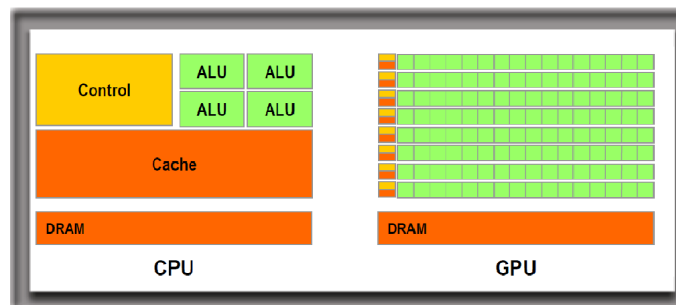 Control
ALU ALU
ALU ALU
Cache
DRAM
CPU
DRAM
GPU